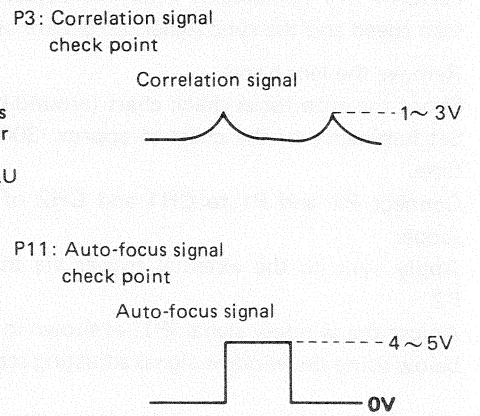 P3: Correlation signal
check point
Correlation signal
s
r
1~ 3V
U
P11: Auto-focus signal
check point
Auto-focus signal
4 ~ 5V
0V